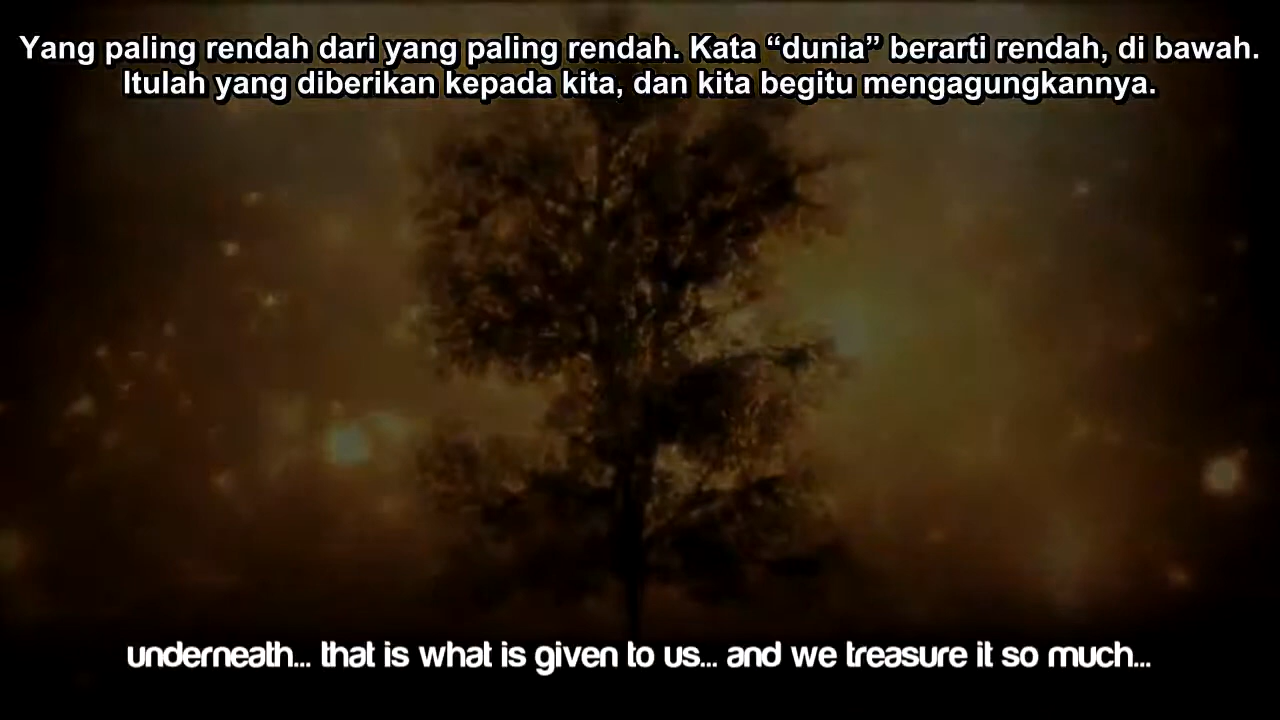 Yang paling rendah dari yang paling rendah. Kata “dunia” berarti rendah, di bawah.
Itulah yang diberikan kepada kita, dan kita begitu mengagungkannya.
underneath... that is what is given to us... and we treasure it so much...